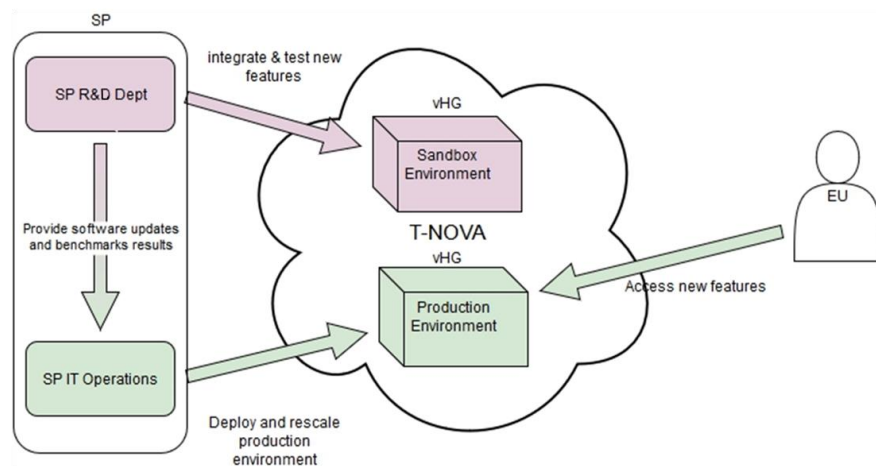 SP
SP R&D Dept
Provide software updates
and benchmarks results
SP IT Operations
integrate & test new
features
vHG
Sandbox
Environment
T-NOVA
vHG
Production
Environment
Deploy and rescale
production
environment
EU
Access new features